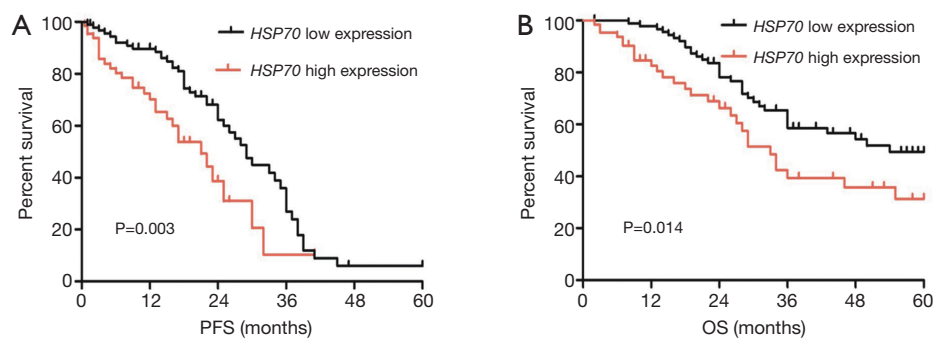 A
HSP70 low expression
HSP70 high expression
Percent survival
100
80
60
40
20
0
P=0.003
0 12 24 36 48 60
PFS (months)
B
HSP70 low expression
HSP70 high expression
Percent survival
100
80
60
40
20
0
P=0.014
0 12 24 36 48 60
OS (months)